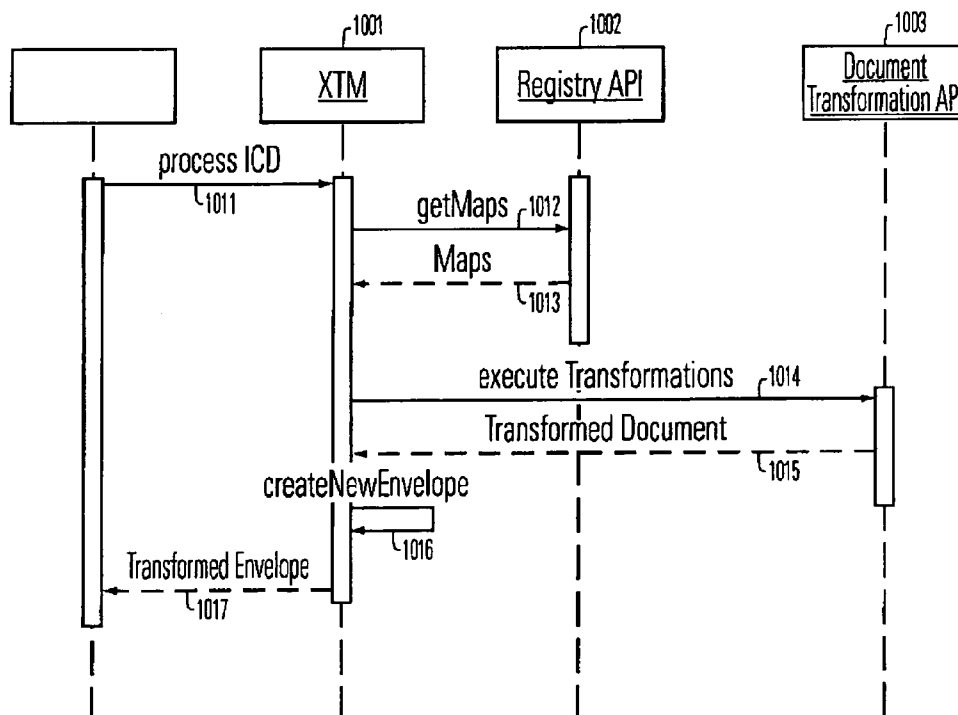 1001
1002
1003
XTM
Registry API
Document
Transformation AP
process ICD
1011
getMaps
1012
Maps
1013
execute Transformations
1014
Transformed Document
1015
createNewEnvelope
1016
Transformed Envelope
1017